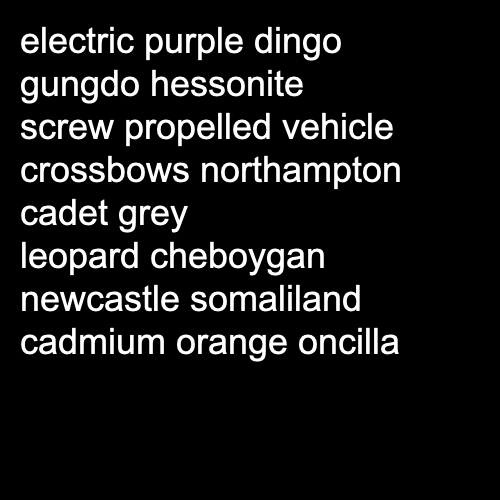 electric purple dingo
gungdo hessonite
screw propelled vehicle
crossbows northampton
cadet grey
leopard cheboygan
newcastle somaliland
cadmium orange oncilla